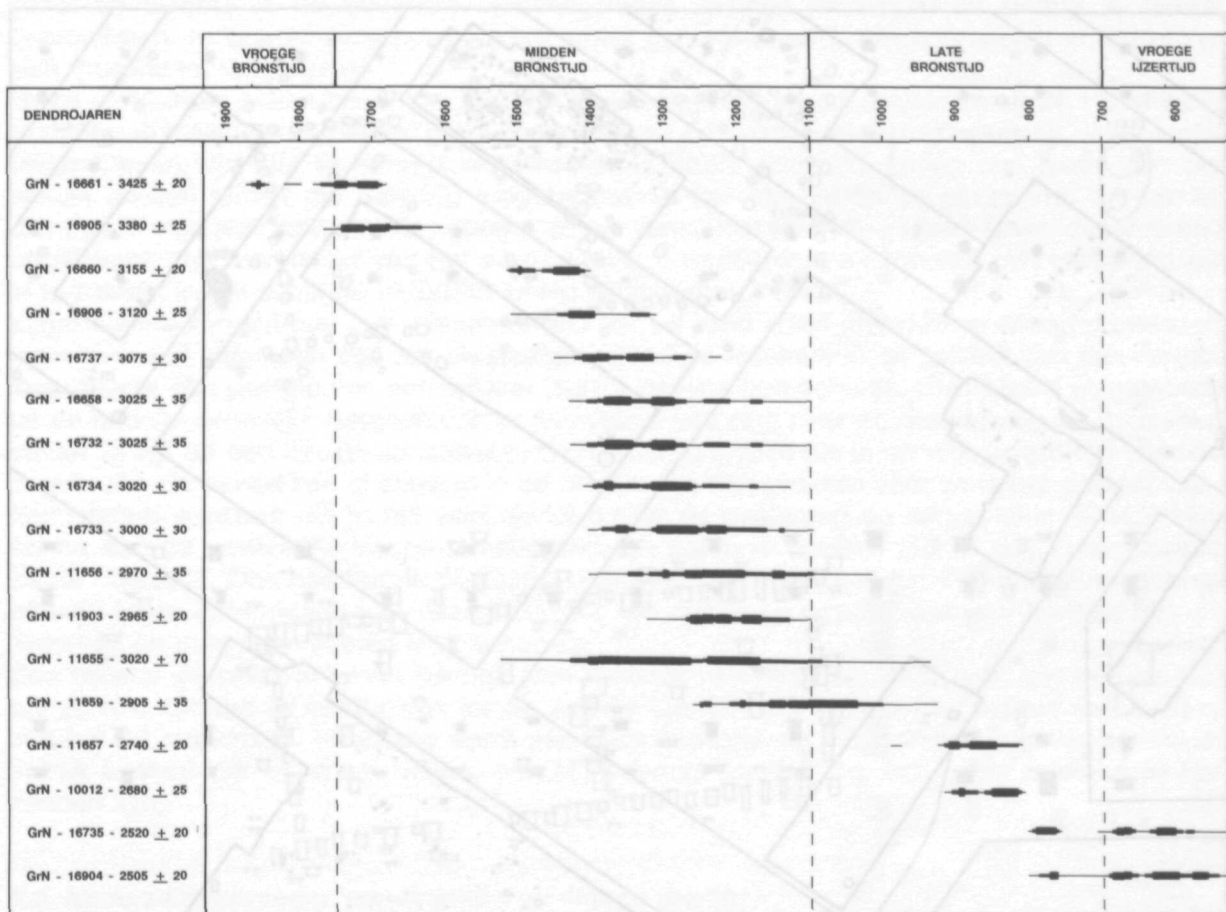 VROEGE BRONSTIJD
MIDDEN BRONSTIJD
LATE BRONSTIJD
VROEGE IJZERTIJD
DENDROJAREN 1900 1800 1700 1600 1500 1400 1300 1200 1100 1000 900 800 700 600
GrN - 16661 - 3425 ± 20
GrN - 16905 - 3380 ± 25
GrN - 16660 - 3155 ± 20
GrN - 16906 - 3120 ± 25
GrN - 16737 - 3075 ± 30
GrN - 16658 - 3025 ± 35
GrN - 16732 - 3025 ± 35
GrN - 16734 - 3020 ± 30
GrN - 16733 - 3000 ± 30
GrN - 11656 - 2970 ± 35
GrN - 11903 - 2965 ± 20
GrN - 11655 - 3020 ± 70
GrN - 11659 - 2905 ± 35
GrN - 11657 - 2740 ± 20
GrN - 10012 - 2680 ± 25
GrN - 16735 - 2520 ± 20
GrN - 16904 - 2505 ± 20